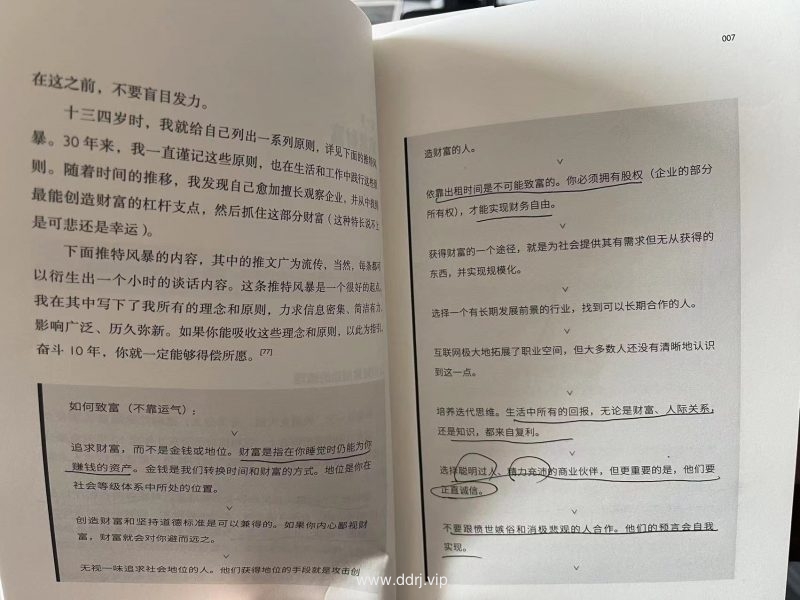 在这之前，不要盲目发力。
十三四岁时，我就给自己列出一系列原则，详见下面的推特风
暴。30 年来，我一直谨记这些原则，也在生活和工作中践行这些原
则。随着时间的推移，我发现自己愈加擅长观察企业，并从中找到
最能创造财富的杠杆支点，然后抓住这部分财富（这种特长说不上
是可悲还是幸运）。
下面推特风暴的内容，其中的推文广为流传，当然，每条都可
以衍生出一个小时的谈话内容。这条推特风暴是一个很好的起点，
我在其中写下了我所有的理念和原则，力求信息密集、简洁有力、
影响广泛、历久弥新。如果你能吸收这些理念和原则，以此为指引，
奋斗 10 年，你就一定能够得偿所愿。[77]
如何致富（不靠运气）：
追求财富，而不是金钱或地位。财富是指在你睡觉时仍能为你
赚钱的资产。金钱是我们转换时间和财富的方式。地位是你在
社会等级体系中所处的位置。
创造财富和坚持道德标准是可以兼得的。如果你内心鄙视财
富，财富就会对你避而远之。
无视一味追求社会地位的人。他们获得地位的手段就是攻击创
007
造财富的人。
依靠出租时间是不可能致富的。你必须拥有股权（企业的部分
所有权），才能实现财务自由。
获得财富的一个途径，就是为社会提供其有需求但无从获得的
东西，并实现规模化。
选择一个有长期发展前景的行业，找到可以长期合作的人。
互联网极大地拓展了职业空间，但大多数人还没有清晰地认识
到这一点。
培养迭代思维。生活中所有的回报，无论是财富、人际关系，
还是知识，都来自复利。
选择聪明过人、精力充沛的商业伙伴，但更重要的是，他们要
正直诚信。
不要跟愤世嫉俗和消极悲观的人合作。他们的预言会自我
实现。
www.ddrj.vip